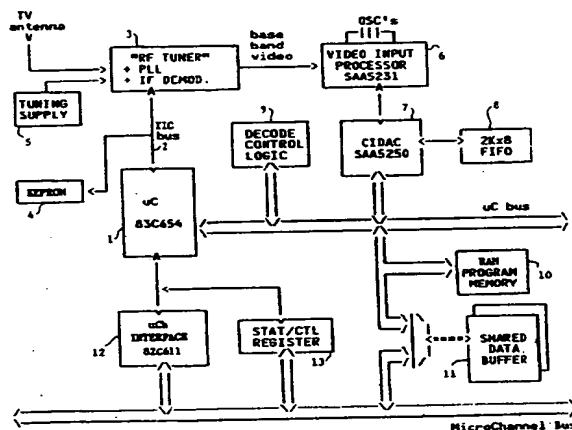 TV
antenna
V
3
"RF TUNER"
+ PLL
+ IF DEMOD.
base
band
video
OSC's
VIDEO INPUT
PROCESSOR
SAA5231
6
TUNING
SUPPLY
5
IIC
bus
2
9
DECODE
CONTROL
LOGIC
7
CIDAC
SAA5250
8
2Kx8
FIFO
EEPROM
4
uC
83C654
1
uC bus
RAM
PROGRAM
MEMORY
10
uCh
INTERFACE
82C611
12
STAT/CTL
REGISTER
13
SHARED
DATA
BUFFER
11
MicroChannel Bus